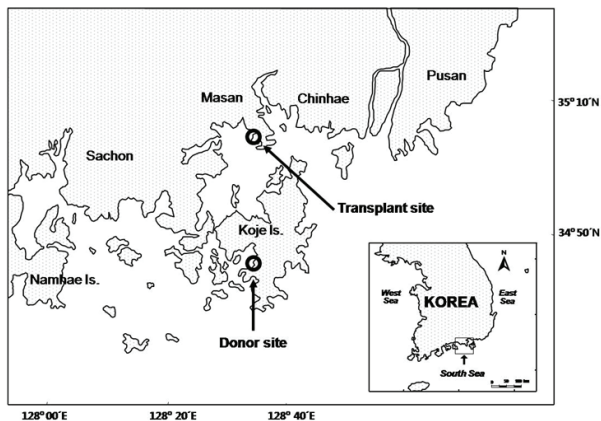 Pusan
Masan
Chinhae
35° 10´N
Sachon
Transplant site
34° 50´N
Koje Is.
Namhae Is.
Donor site
N
West
Sea
KOREA
East
Sea
South Sea
128° 00´E
128° 20´E
128° 40´E